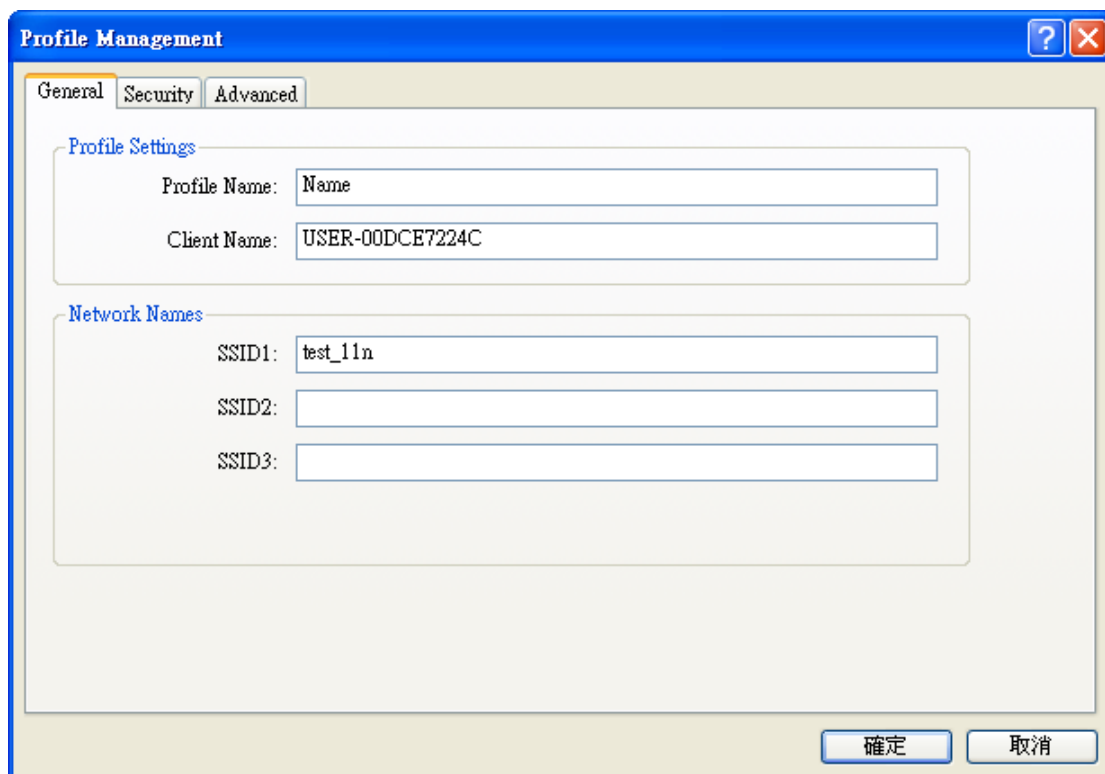 Profile Management
General Security Advanced
Profile Settings
Profile Name: Name
Client Name: USER-00DCE7224C
Network Names
SSID1: test_11n
SSID2:
SSID3:
確定 取消